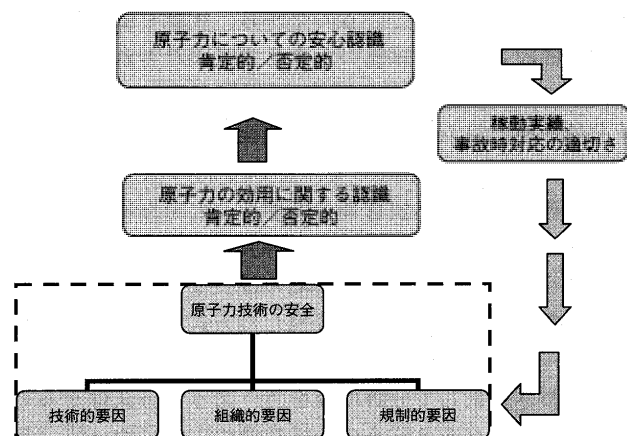 原子力についての安心認識
肯定的／否定的
稼動実績、
事故時対応の適切さ
原子力の効用に関する認識
肯定的／否定的
原子力技術の安全
技術的要因
組織的要因
規制的要因